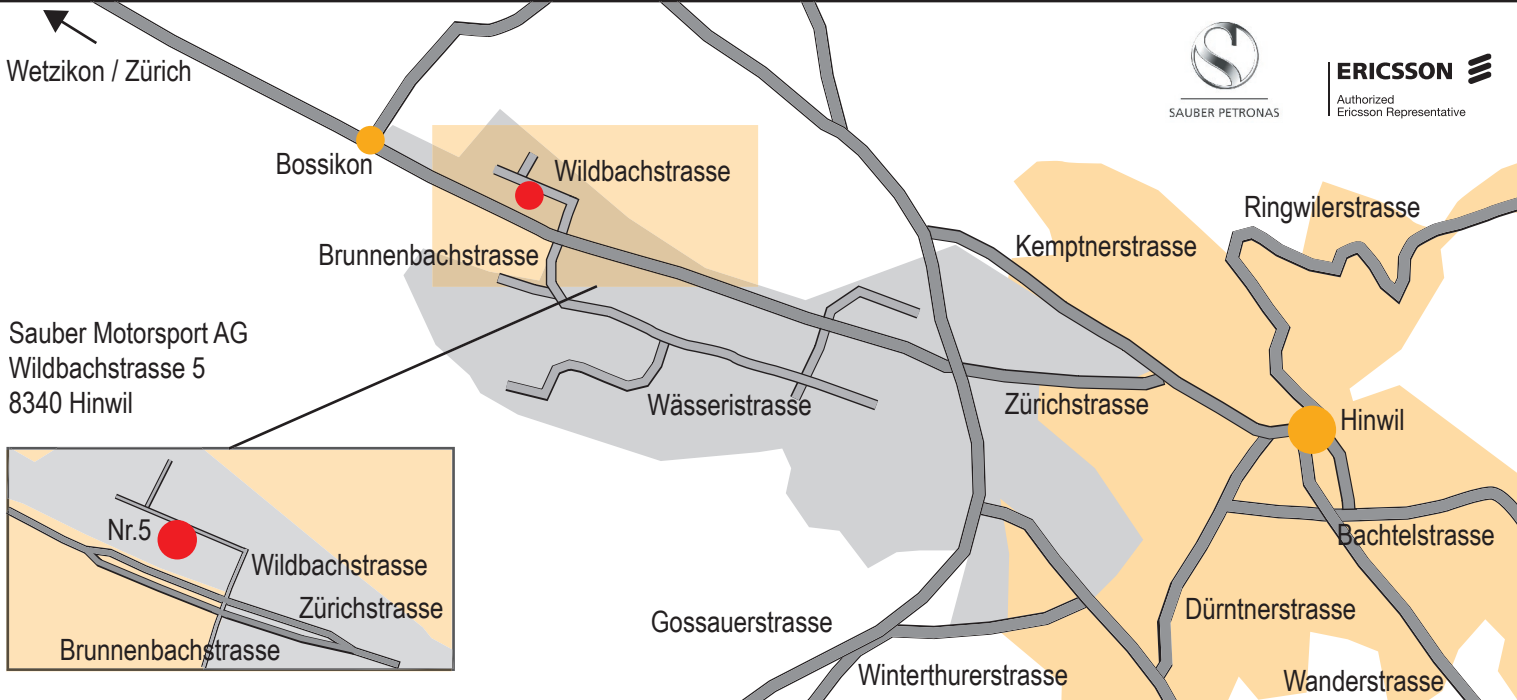 Wetzikon / Zürich
SAUBER PETRONAS
ERICSSON
Authorized
Ericsson Representative
Bossikon
Wildbachstrasse
Ringwilerstrasse
Brunnenbachstrasse
Kemptnerstrasse
Sauber Motorsport AG
Wildbachstrasse 5
8340 Hinwil
Wässeristrasse
Zürichstrasse
Hinwil
Nr.5
Wildbachstrasse
Zürichstrasse
Brunnenbachstrasse
Bachtelstrasse
Gossauerstrasse
Dürntnerstrasse
Winterthurerstrasse
Wanderstrasse